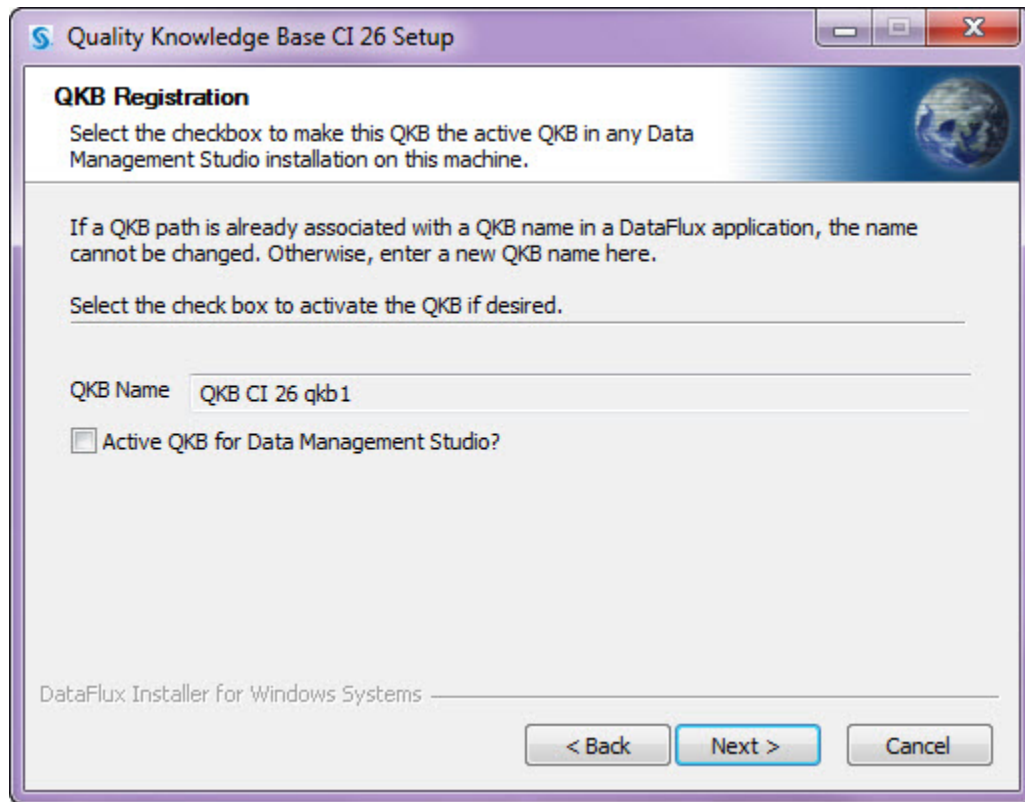 Quality Knowledge Base CI 26 Setup
QKB Registration
Select the checkbox to make this QKB the active QKB in any Data
Management Studio installation on this machine.
If a QKB path is already associated with a QKB name in a DataFlux application, the name
cannot be changed. Otherwise, enter a new QKB name here.
Select the check box to activate the QKB if desired.
QKB Name QKB CI 26 qkb1
Active QKB for Data Management Studio?
DataFlux Installer for Windows Systems
< Back Next > Cancel